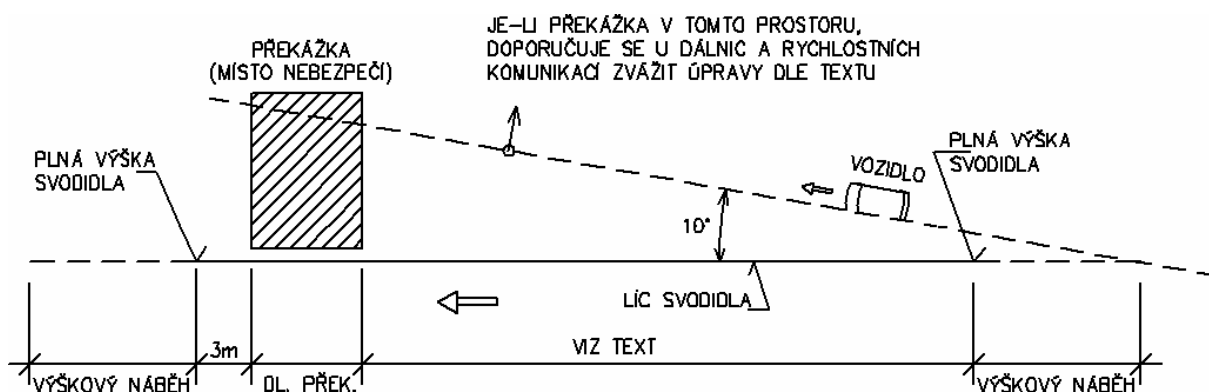 JE-LI PŘEKÁŽKA V TOMTO PROSTORU,
DOPORUČUJE SE U DÁLNIC A RYCHLOSTNÍCH
KOMUNIKACÍ ZVÁŽIT ÚPRAVY DLE TEXTU
PŘEKÁŽKA
(MÍSTO NEBEZPEČÍ)
PLNÁ VÝŠKA
SVODIDLA
VOZIDLO
PLNÁ VÝŠKA
SVODIDLA
10°
LÍC SVODIDLA
3m
VIZ TEXT
VÝŠKOVÝ NÁBĚH
DL. PŘEK.
VÝŠKOVÝ NÁBĚH